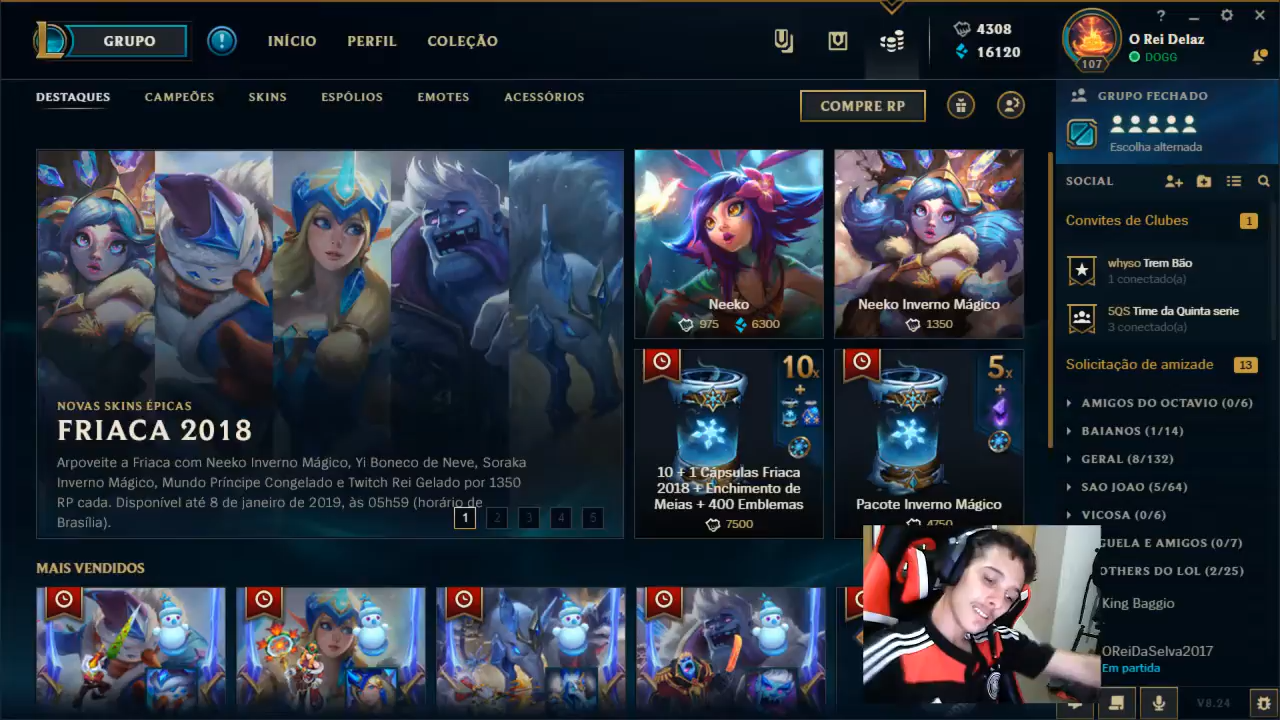 GRUPO
INÍCIO
PERFIL
COLEÇÃO
4308
16120
107
O Rei Delaz
DOGG
DESTAQUES
CAMPEÕES
SKINS
ESPÓLIOS
EMOTES
ACESSÓRIOS
COMPRE RP
NOVAS SKINS ÉPICAS
FRIACA 2018
Arpoveite a Friaca com Neeko Inverno Mágico, Yi Boneco de Neve, Soraka
Inverno Mágico, Mundo Príncipe Congelado e Twitch Rei Gelado por 1350
RP cada. Disponível até 8 de janeiro de 2019, às 05h59 (horário de
Brasília).
1
2
3
4
5
Neeko
975
6300
Neeko Inverno Mágico
1350
10x
+
10 + 1 Cápsulas Friaca
2018 + Enchimento de
Meias + 400 Emblemas
7500
5x
+
Pacote Inverno Mágico
4750
MAIS VENDIDOS
GRUPO FECHADO
Escolha alternada
SOCIAL
Convites de Clubes
1
whyso Trem Bão
1 conectado(a)
5QS Time da Quinta serie
3 conectado(a)
Solicitação de amizade
13
AMIGOS DO OCTAVIO (0/6)
BAIANOS (1/14)
GERAL (8/132)
SAO JOAO (5/64)
VICOSA (0/6)
GUELA E AMIGOS (0/7)
OTHERS DO LOL (2/25)
King Baggio
OReiDaSelva2017
Em partida
V8.24